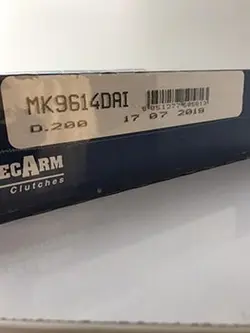 MK9614DAI
D.200 17 07 2019
ECARM
Clutches